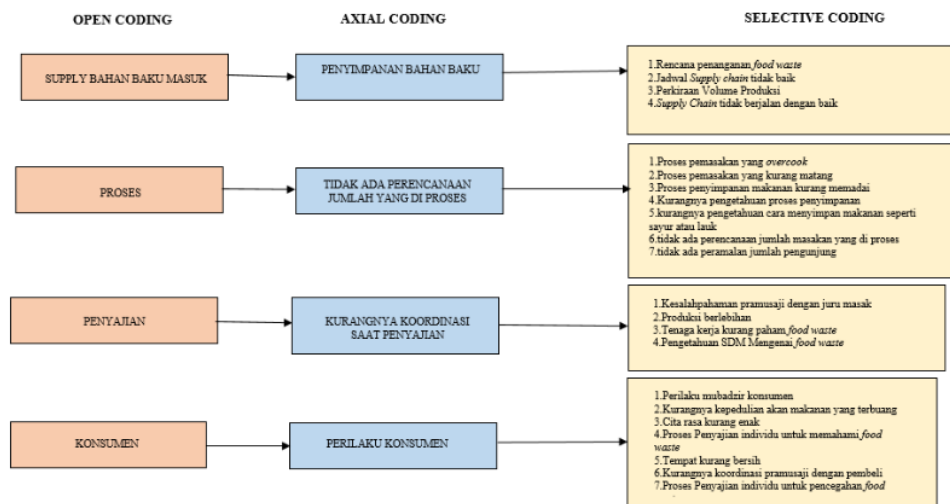 OPEN CODING
AXIAL CODING
SELECTIVE CODING
SUPPLY BAHAN BAKU MASUK
PENYIMPANAN BAHAN BAKU
1.Rencana penanganan food waste
2.Jadwal Supply chain tidak baik
3.Perkiraan Volume Produksi
4.Supply Chain tidak berjalan dengan baik
PROSES
TIDAK ADA PERENCANAAN
JUMLAH YANG DI PROSES
1.Proses pemasakan yang overcook
2.Proses pemasakan yang kurang matang
3.Proses penyimpanan makanan kurang memadai
4.Kurangnya pengetahuan proses penyimpanan
5.kurangnya pengetahuan cara menyimpan makanan seperti
sayur atau lauk
6.tidak ada perencanaan jumlah masakan yang di proses
7.tidak ada peramalan jumlah pengunjung
PENYAJIAN
KURANGNYA KOORDINASI
SAAT PENYAJIAN
1.Kesalahpahaman pramusaji dengan juru masak
2.Produksi berlebihan
3.Tenaga kerja kurang paham food waste
4.Pengetahuan SDM Mengenai food waste
KONSUMEN
PERILAKU KONSUMEN
1.Perilaku mubadzir konsumen
2.Kurangnya kepedulian akan makanan yang terbuang
3.Cita rasa kurang enak
4.Proses Penyajian individu untuk memahami food
waste
5.Tempat kurang bersih
6.Kurangnya koordinasi pramusaji dengan pembeli
7.Proses Penyajian individu untuk pencegahan food